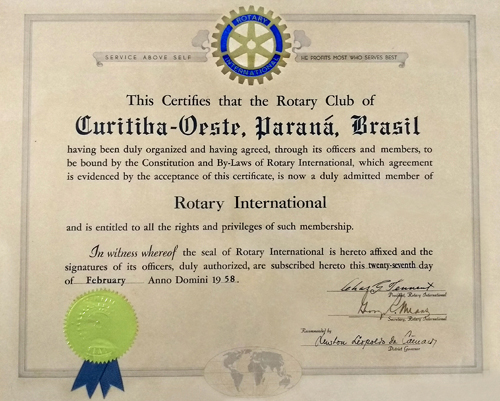 ROTARY
INTERNATIONAL
SERVICE ABOVE SELF
HE PROFITS MOST WHO SERVES BEST
This Certifies that the Rotary Club of
Curitiba-Oeste, Paraná, Brasil
having been duly organized and having agreed, through its officers and members, to
be bound by the Constitution and By-Laws of Rotary International, which agreement
is evidenced by the acceptance of this certificate, is now a duly admitted member of
Rotary International
and is entitled to all the rights and privileges of such membership.
In witness whereof the seal of Rotary International is hereto affixed and the
signatures of its officers, duly authorized, are subscribed hereto this twenty-seventh day
of February Anno Domini 1958.
President, Rotary International
Secretary, Rotary International
Recommended by
District Governor